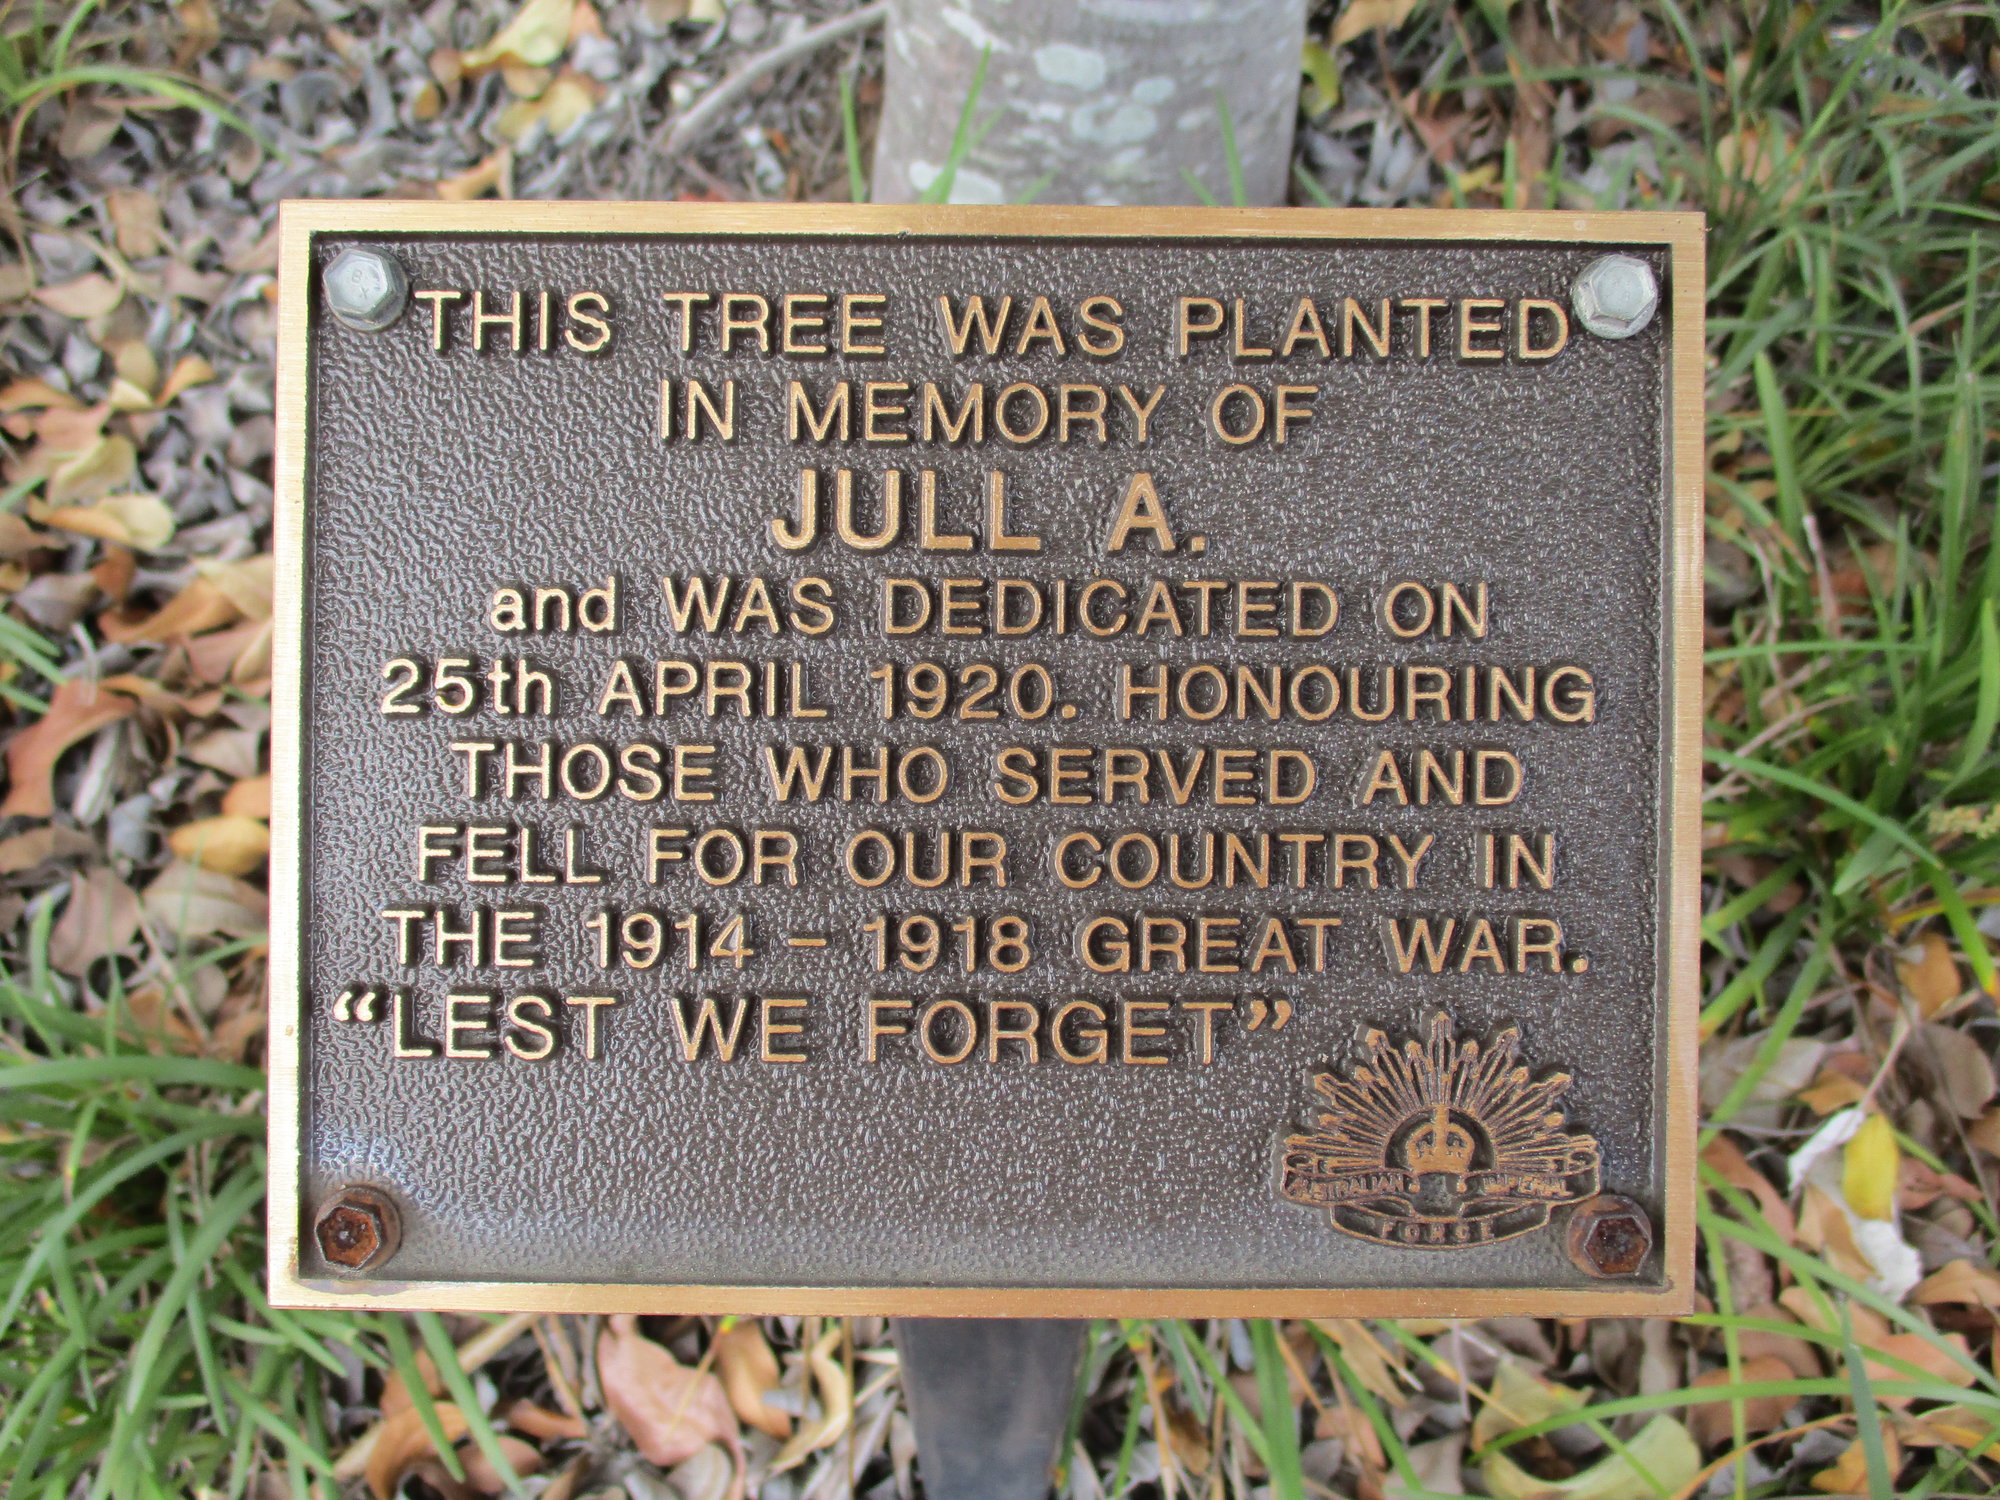 THIS TREE WAS PLANTED
IN MEMORY OF
JULL A.
and WAS DEDICATED ON
25th APRIL 1920. HONOURING
THOSE WHO SERVED AND
FELL FOR OUR COUNTRY IN
THE 1914 – 1918 GREAT WAR.
“LEST WE FORGET”
AUSTRALIAN IMPERIAL
FORCE